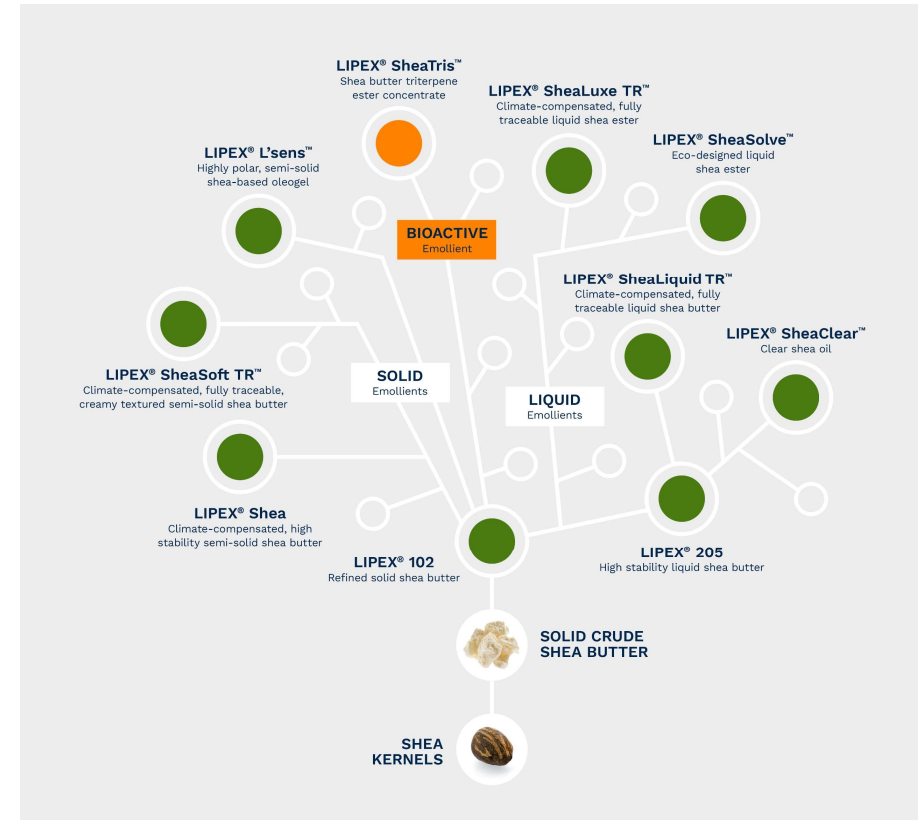 LIPEX® SheaTris™
Shea butter triterpene
ester concentrate
LIPEX® SheaLuxe TR™
Climate-compensated, fully
traceable liquid shea ester
LIPEX® SheaSolve™
Eco-designed liquid
shea ester
LIPEX® L’sens™
Highly polar, semi-solid
shea-based oleogel
BIOACTIVE
Emollient
LIPEX® SheaLiquid TR™
Climate-compensated, fully
traceable liquid shea butter
LIPEX® SheaClear™
Clear shea oil
LIPEX® SheaSoft TR™
Climate-compensated, fully traceable,
creamy textured semi-solid shea butter
SOLID
Emollients
LIQUID
Emollients
LIPEX® Shea
Climate-compensated, high
stability semi-solid shea butter
LIPEX® 102
Refined solid shea butter
LIPEX® 205
High stability liquid shea butter
SOLID CRUDE
SHEA BUTTER
SHEA
KERNELS